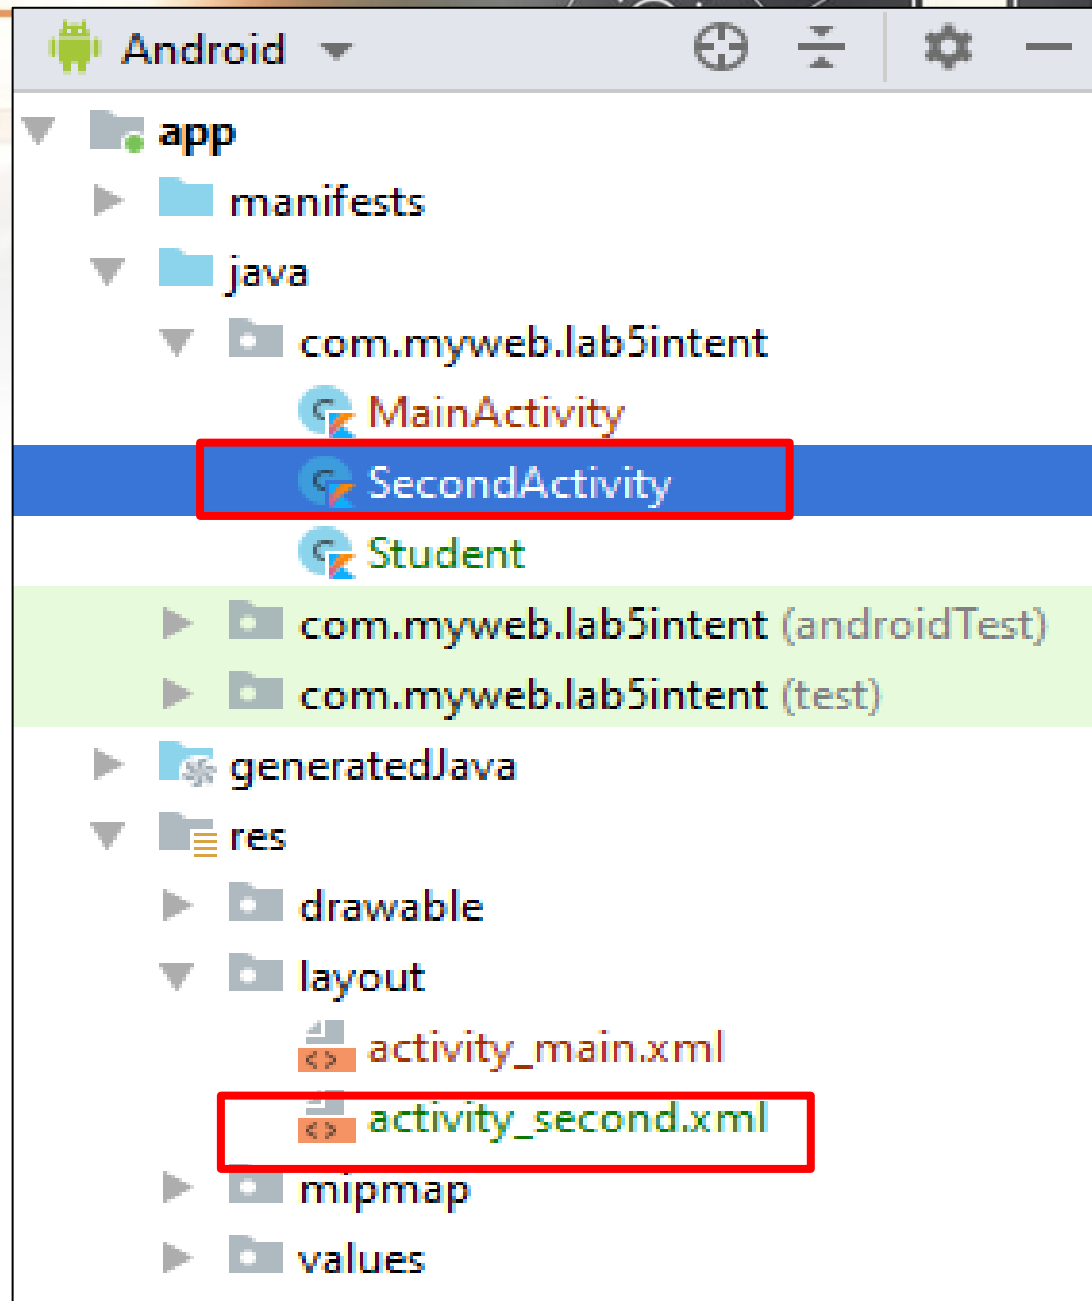 Android
app
manifests
java
com.myweb.lab5intent
MainActivity
SecondActivity
Student
com.myweb.lab5intent (androidTest)
com.myweb.lab5intent (test)
generatedJava
res
drawable
layout
activity_main.xml
activity_second.xml
mipmap
values